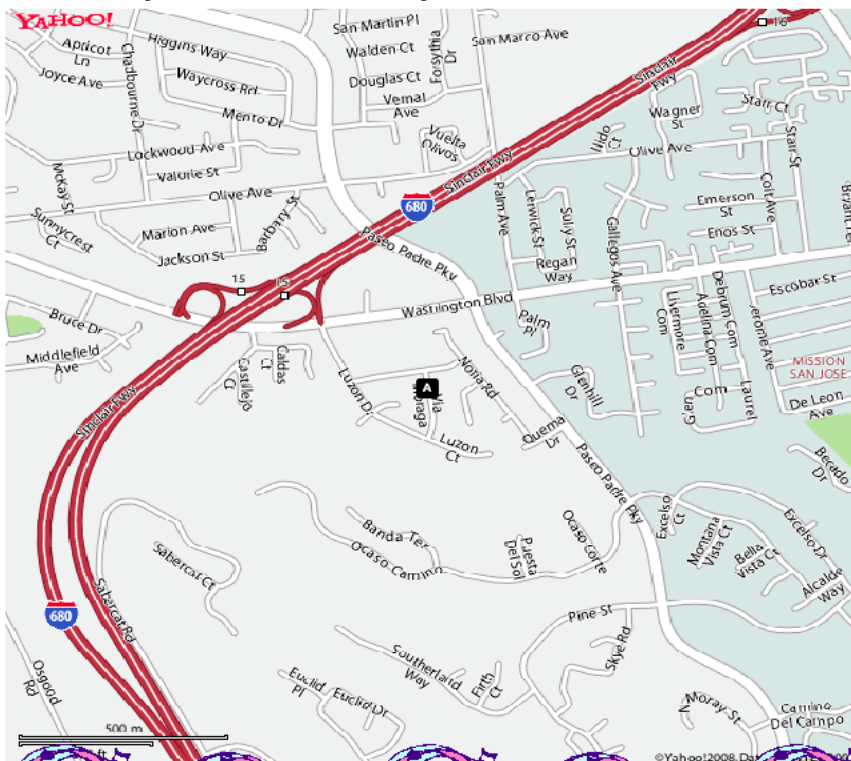 YAHOO!
San Martin Pl
16
Higgins Way
San Marco Ave
Apricot
Ln
Walden Ct
Forsythia
Dr
Chadbourne Dr
Joyce Ave
Waycross Rd
Douglas Ct
Sinclair
Fwy
Vernal
Ave
Wagner
St
Starr Ct
Mento Dr
Vuelta
Olivos
Illido
Ct
Starr St
Lockwood Ave
Olive Ave
Sinclair Fwy
Valorie St
McKay St
Olive Ave
680
Palm Ave
Lerwick St
Sully St
Gallegos Ave
Emerson
St
Coit Ave
Sunnycrest
Ct
Marion Ave
Barbary St
Enos St
Jackson St
Paseo Padre Pkwy
Regan
Way
15
15
Escobar St
Washington Blvd
Livermore
Com
Adelina Com
Debrum Com
Jerome Ave
Bruce Dr
Palm
Pl
Middlefield
Ave
Castillejo
Ct
Caldas
Ct
MISSION
SAN JOSE
Luzon Dr
A
Noria Rd
Glenhill
Dr
Com
Glen
Laurel
De Leon
Ave
Sinclair Fwy
Luzon
Ct
Quema
Dr
Paseo Padre Pky
Becado
Dr
Excelso
Ct
Montana
Vista Ct
Excelso Dr
Banda Ter
Ocaso Camino
Puesta
Del Sol
Ocaso Corte
Bella
Vista Ct
Sabercat Ct
Alcalde
Way
Sabercat Rd
680
Pine St
Southerland
Way
Firth
Ct
Skye Rd
Osgood
Rd
Euclid
Pl
Euclid Dr
N
Moray St
Camino
Del Campo
500 m
ft
©Yahoo!2008, Da